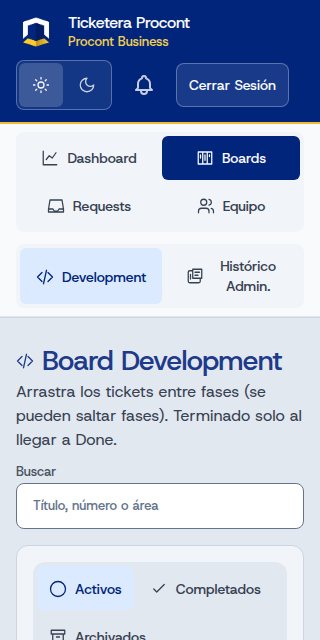 Ticketera Procont
Procont Business
Cerrar Sesión
Dashboard
Boards
Requests
Equipo
Development
Histórico
Admin.
Board Development
Arrastra los tickets entre fases (se
pueden saltar fases). Terminado solo al
llegar a Done.
Buscar
Título, número o área
Activos
Completados
Archivados